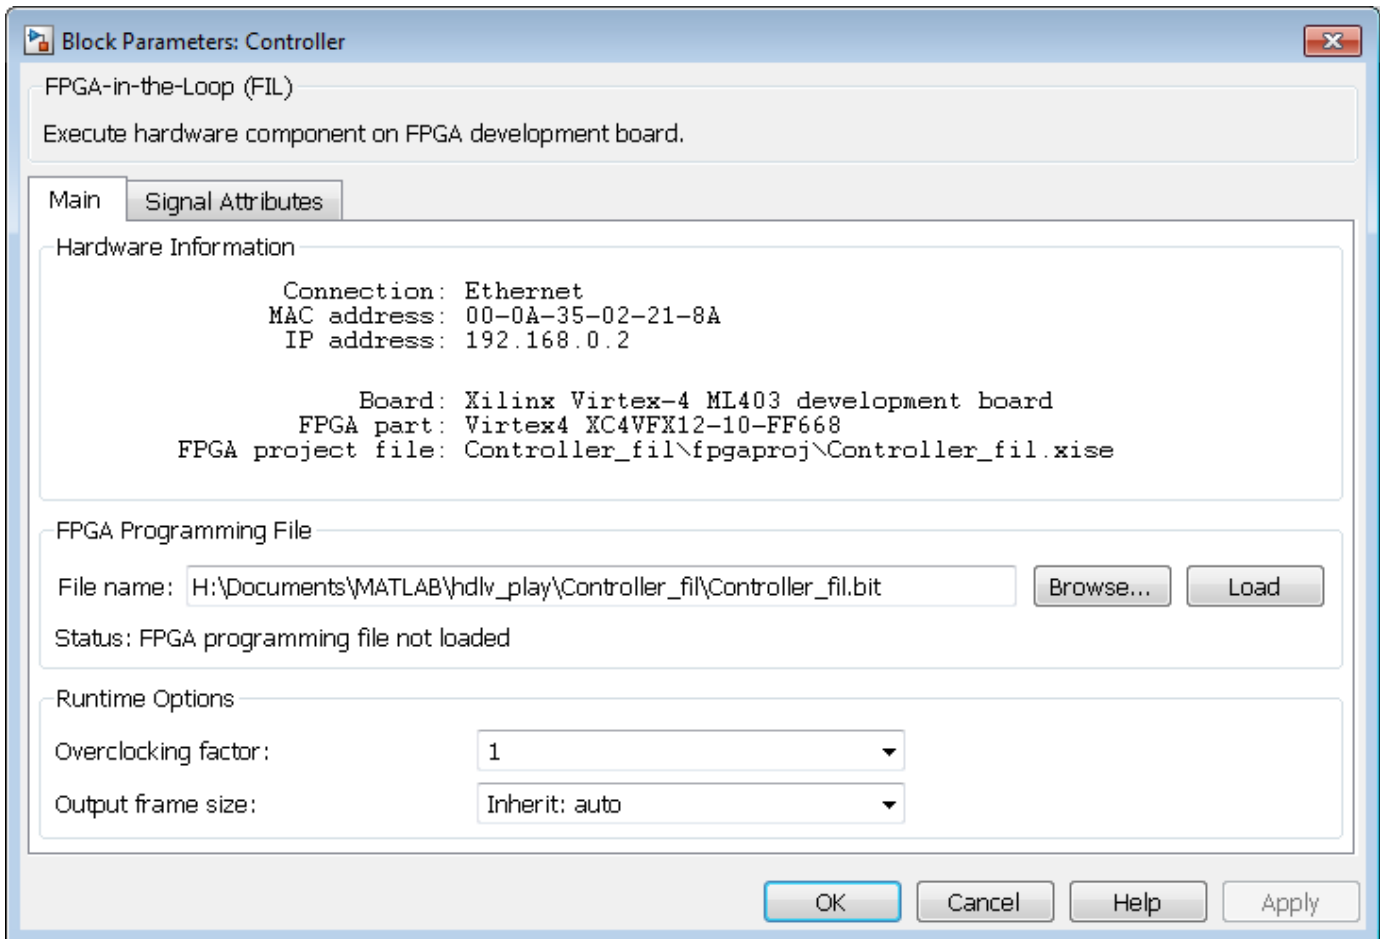 Block Parameters: Controller
FPGA-in-the-Loop (FIL)
Execute hardware component on FPGA development board.
Main
Signal Attributes
Hardware Information
Connection: Ethernet
MAC address: 00-0A-35-02-21-8A
IP address: 192.168.0.2
Board: Xilinx Virtex-4 ML403 development board
FPGA part: Virtex4 XC4VFX12-10-FF668
FPGA project file: Controller_fil\fpgaproj\Controller_fil.xise
FPGA Programming File
File name: H:\Documents\MATLAB\hdlv_play\Controller_fil\Controller_fil.bit Browse... Load
Status: FPGA programming file not loaded
Runtime Options
Overclocking factor: 1
Output frame size: Inherit: auto
OK Cancel Help Apply